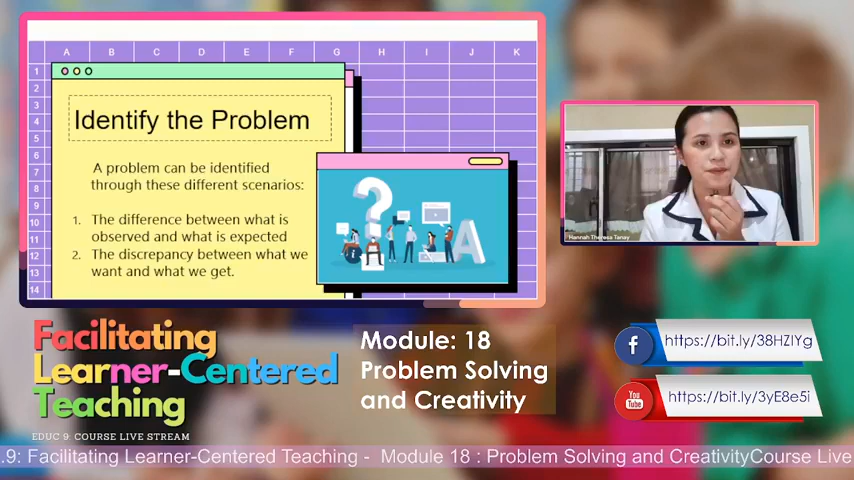 A B C D E F G H I J K
1
2
3
4
5
6
7
8
9
10
11
12
13
14
Identify the Problem
A problem can be identified
through these different scenarios:
1. The difference between what is
observed and what is expected
2. The discrepancy between what we
want and what we get.
?
A
Hannah Theresa Tanay
Facilitating
Learner-Centered
Teaching
EDUC 9: COURSE LIVE STREAM
Module: 18
Problem Solving
and Creativity
f
https://bit.ly/38HZIYg
You
Tube
https://bit.ly/3yE8e5i
.9: Facilitating Learner-Centered Teaching - Module 18 : Problem Solving and CreativityCourse Live